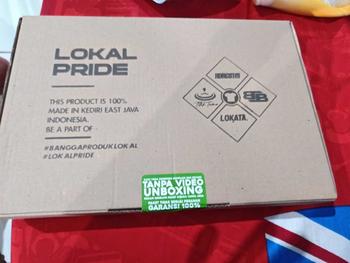 LOKAL
PRIDE
THIS PRODUCT IS 100%
MADE IN KEDIRI EAST JAVA
INDONESIA.
BE A PART OF
#BANGGAPRODUKLOKAL
#LOKALPRIDE
LOKATA.
TANPA VIDEO
UNBOXING
GARANSI 100%